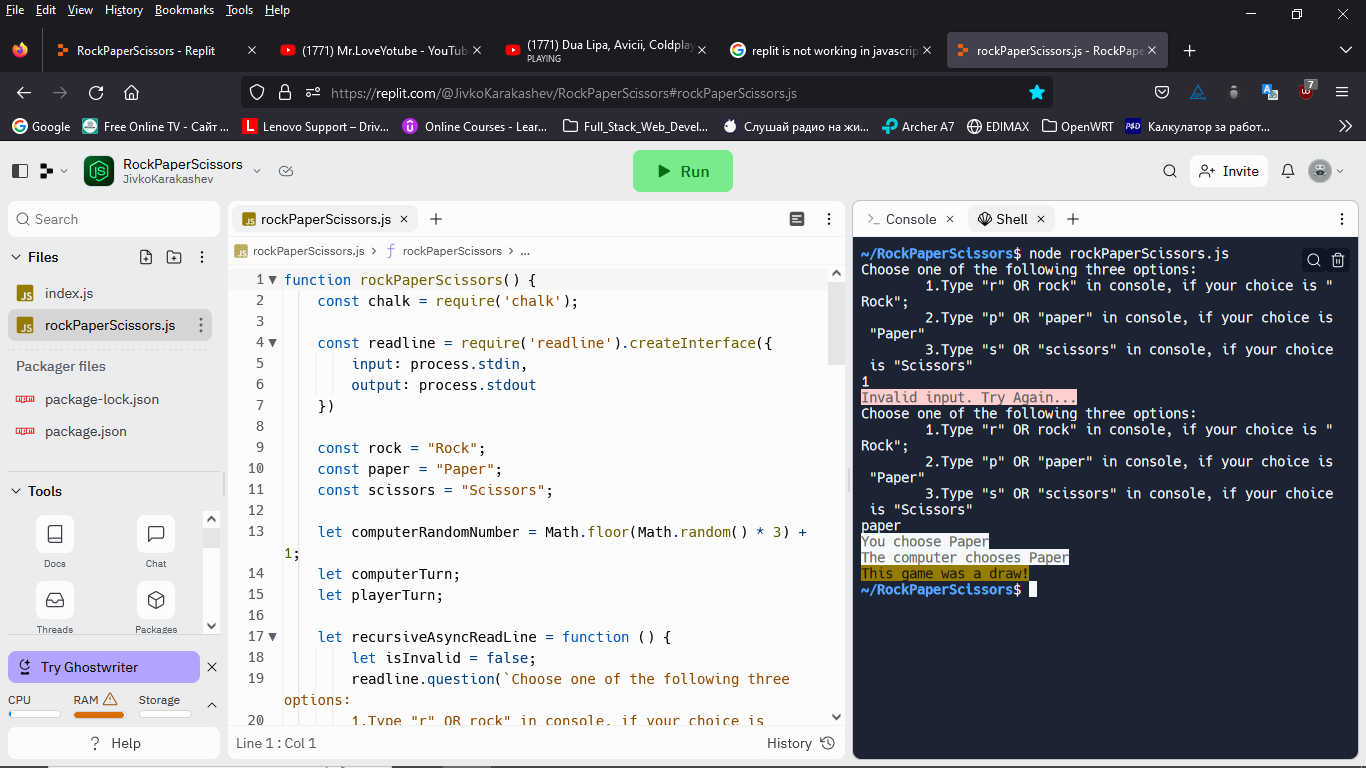 File Edit View History Bookmarks Tools Help
RockPaperScissors - Replit
(1771) Mr.LoveYotube - YouTub
(1771) Dua Lipa, Avicii, Coldplay
PLAYING
replit is not working in javascrip
rockPaperScissors.js - RockPape
https://replit.com/@JivkoKarakashev/RockPaperScissors#rockPaperScissors.js
7
Google
Free Online TV - Сайт ...
Lenovo Support – Driv...
Online Courses - Lear...
Full_Stack_Web_Devel...
Слушай радио на жи...
Archer A7
EDIMAX
OpenWRT
Калкулатор за работ...
RockPaperScissors
JivkoKarakashev
Run
Invite
Search
Files
index.js
rockPaperScissors.js
Packager files
package-lock.json
package.json
Tools
Docs
Chat
Threads
Packages
Try Ghostwriter
CPU RAM Storage
? Help
rockPaperScissors.js
rockPaperScissors.js > rockPaperScissors > ...
1 function rockPaperScissors() {
2 const chalk = require('chalk');
3
4 const readline = require('readline').createInterface({
5 input: process.stdin,
6 output: process.stdout
7 })
8
9 const rock = "Rock";
10 const paper = "Paper";
11 const scissors = "Scissors";
12
13 let computerRandomNumber = Math.floor(Math.random() * 3) +
1;
14 let computerTurn;
15 let playerTurn;
16
17 let recursiveAsyncReadLine = function () {
18 let isInvalid = false;
19 readline.question(`Choose one of the following three
options:
20 1.Type "r" OR rock" in console, if your choice is
Line 1 : Col 1
History
Console
Shell
~/RockPaperScissors$ node rockPaperScissors.js
Choose one of the following three options:
1.Type "r" OR rock" in console, if your choice is "
Rock";
2.Type "p" OR "paper" in console, if your choice is
"Paper"
3.Type "s" OR "scissors" in console, if your choice
is "Scissors"
1
Invalid input. Try Again...
Choose one of the following three options:
1.Type "r" OR rock" in console, if your choice is "
Rock";
2.Type "p" OR "paper" in console, if your choice is
"Paper"
3.Type "s" OR "scissors" in console, if your choice
is "Scissors"
paper
You choose Paper
The computer chooses Paper
This game was a draw!
~/RockPaperScissors$